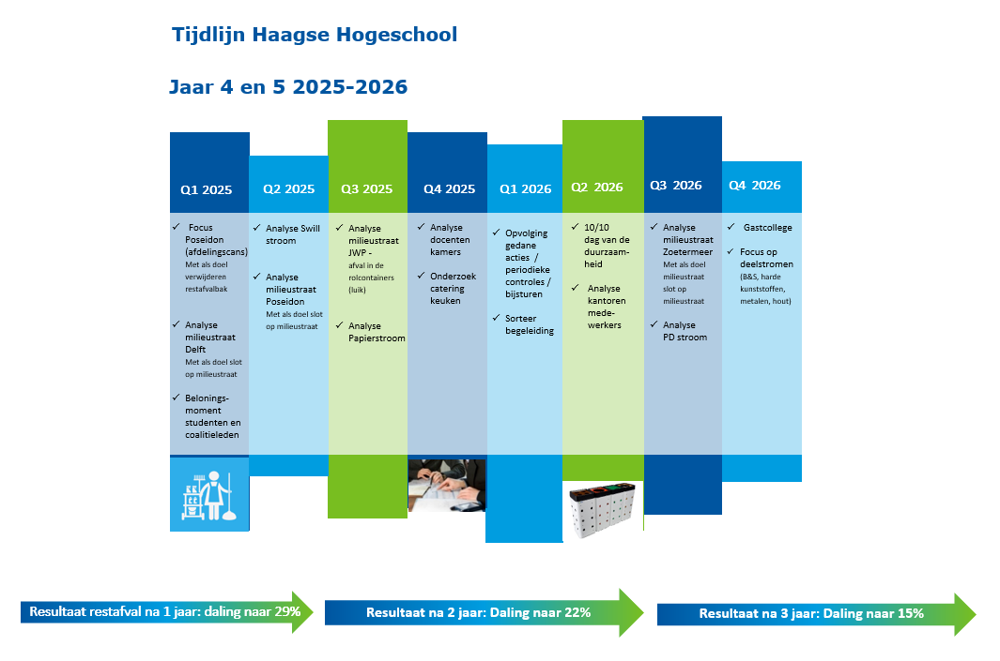 Tijdlijn Haagse Hogeschool
Jaar 4 en 5 2025-2026
Q1 2025
✓ Focus
Poseidon
(afdelingscans)
Met als doel
verwijderen
restafvalbak
✓ Analyse
milieustraat
Delft
Met als doel slot
op milieustraat
✓ Belonings-
moment
studenten en
coalitieleden
Q2 2025
✓ Analyse Swill
stroom
✓ Analyse
milieustraat
Poseidon
Met als doel slot
op milieustraat
Q3 2025
✓ Analyse
milieustraat
JWP -
afval in de
rolcontainers
(luik)
✓ Analyse
Papierstroom
Q4 2025
✓ Analyse
docenten
kamers
✓ Onderzoek
catering
keuken
Q1 2026
✓ Opvolging
gedane
acties /
periodieke
controles /
bijsturen
✓ Sorteer
begeleiding
Q2 2026
✓ 10/10
dag van de
duurzaam-
heid
✓ Analyse
kantoren
mede-
werkers
Q3 2026
✓ Analyse
milieustraat
Zoetermeer
Met als doel
milieustraat
slot op
milieustraat
✓ Analyse
PD stroom
Q4 2026
✓ Gastcollege
✓ Focus op
deelstromen
(B&S, harde
kunststoffen,
metalen, hout)
Resultaat restafval na 1 jaar: daling naar 29%
Resultaat na 2 jaar: Daling naar 22%
Resultaat na 3 jaar: Daling naar 15%